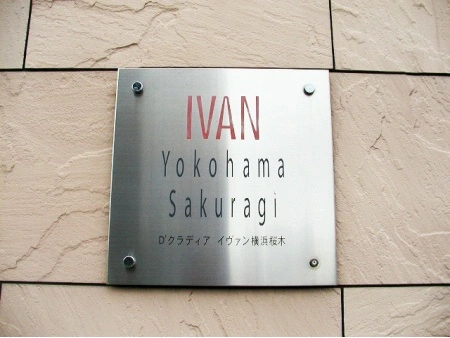 IVAN
Yokohama
Sakuragi
D'クラディア イヴァン横浜桜木